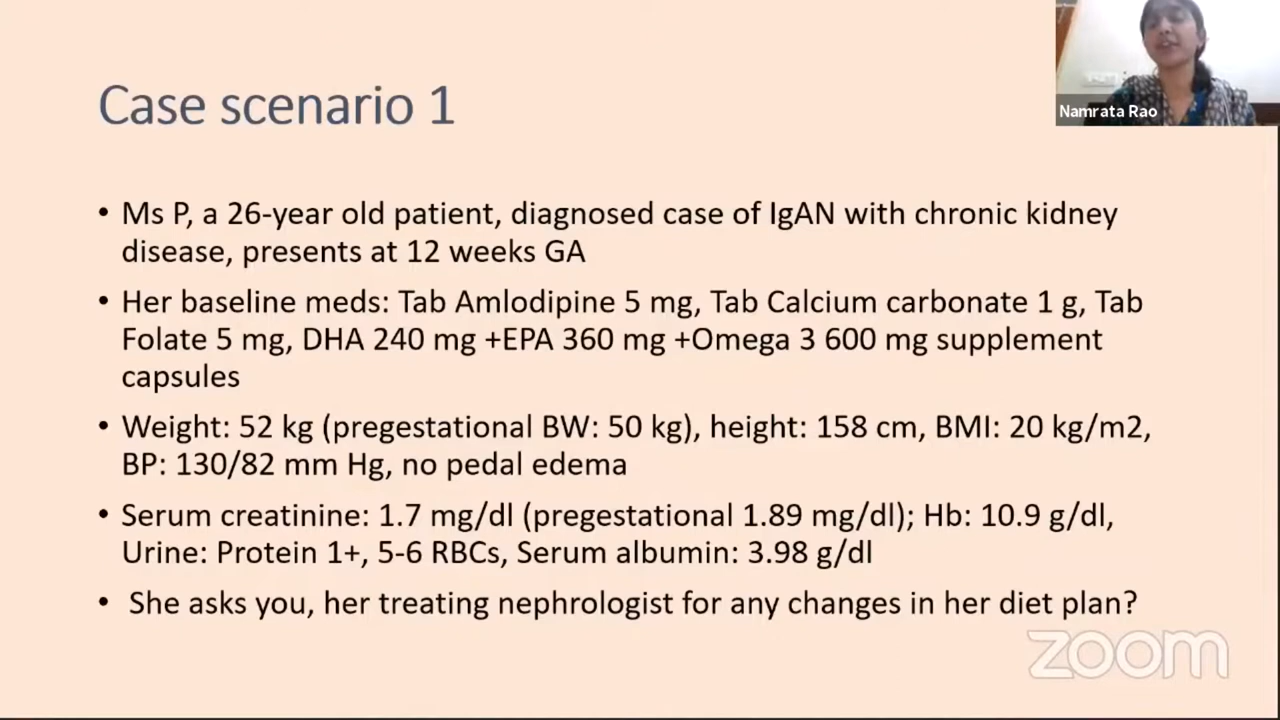 Namrata Rao
Case scenario 1
• Ms P, a 26-year old patient, diagnosed case of IgAN with chronic kidney
disease, presents at 12 weeks GA
• Her baseline meds: Tab Amlodipine 5 mg, Tab Calcium carbonate 1 g, Tab
Folate 5 mg, DHA 240 mg +EPA 360 mg +Omega 3 600 mg supplement
capsules
• Weight: 52 kg (pregestational BW: 50 kg), height: 158 cm, BMI: 20 kg/m2,
BP: 130/82 mm Hg, no pedal edema
• Serum creatinine: 1.7 mg/dl (pregestational 1.89 mg/dl); Hb: 10.9 g/dl,
Urine: Protein 1+, 5-6 RBCs, Serum albumin: 3.98 g/dl
• She asks you, her treating nephrologist for any changes in her diet plan?
zoom